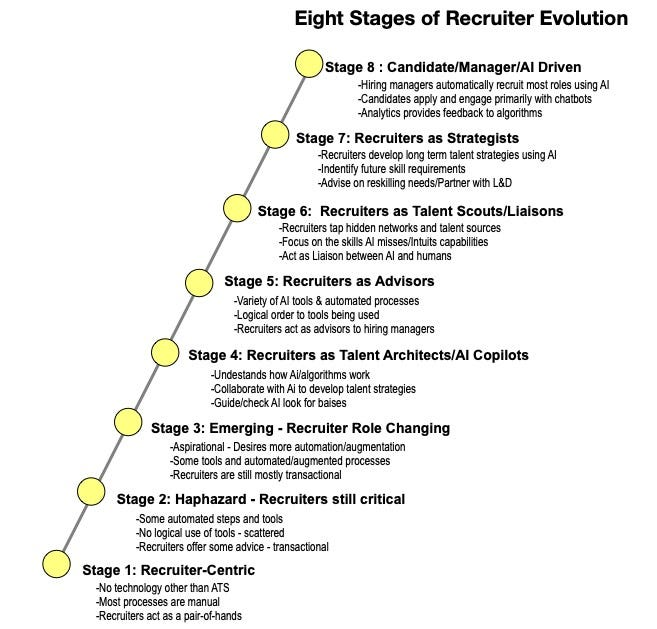 Eight Stages of Recruiter Evolution
Stage 8 : Candidate/Manager/AI Driven
-Hiring managers automatically recruit most roles using AI
-Candidates apply and engage primarily with chatbots
-Analytics provides feedback to algorithms
Stage 7: Recruiters as Strategists
-Recruiters develop long term talent strategies using AI
-Indentify future skill requirements
-Advise on reskilling needs/Partner with L&D
Stage 6: Recruiters as Talent Scouts/Liaisons
-Recruiters tap hidden networks and talent sources
-Focus on the skills AI misses/Intuits capabilities
-Act as Liaison between AI and humans
Stage 5: Recruiters as Advisors
-Variety of AI tools & automated processes
-Logical order to tools being used
-Recruiters act as advisors to hiring managers
Stage 4: Recruiters as Talent Architects/AI Copilots
-Undestands how Ai/algorithms work
-Collaborate with Ai to develop talent strategies
-Guide/check AI look for baises
Stage 3: Emerging - Recruiter Role Changing
-Aspirational - Desires more automation/augmentation
-Some tools and automated/augmented processes
-Recruiters are still mostly transactional
Stage 2: Haphazard - Recruiters still critical
-Some automated steps and tools
-No logical use of tools - scattered
-Recruiters offer some advice - transactional
Stage 1: Recruiter-Centric
-No technology other than ATS
-Most processes are manual
-Recruiters act as a pair-of-hands